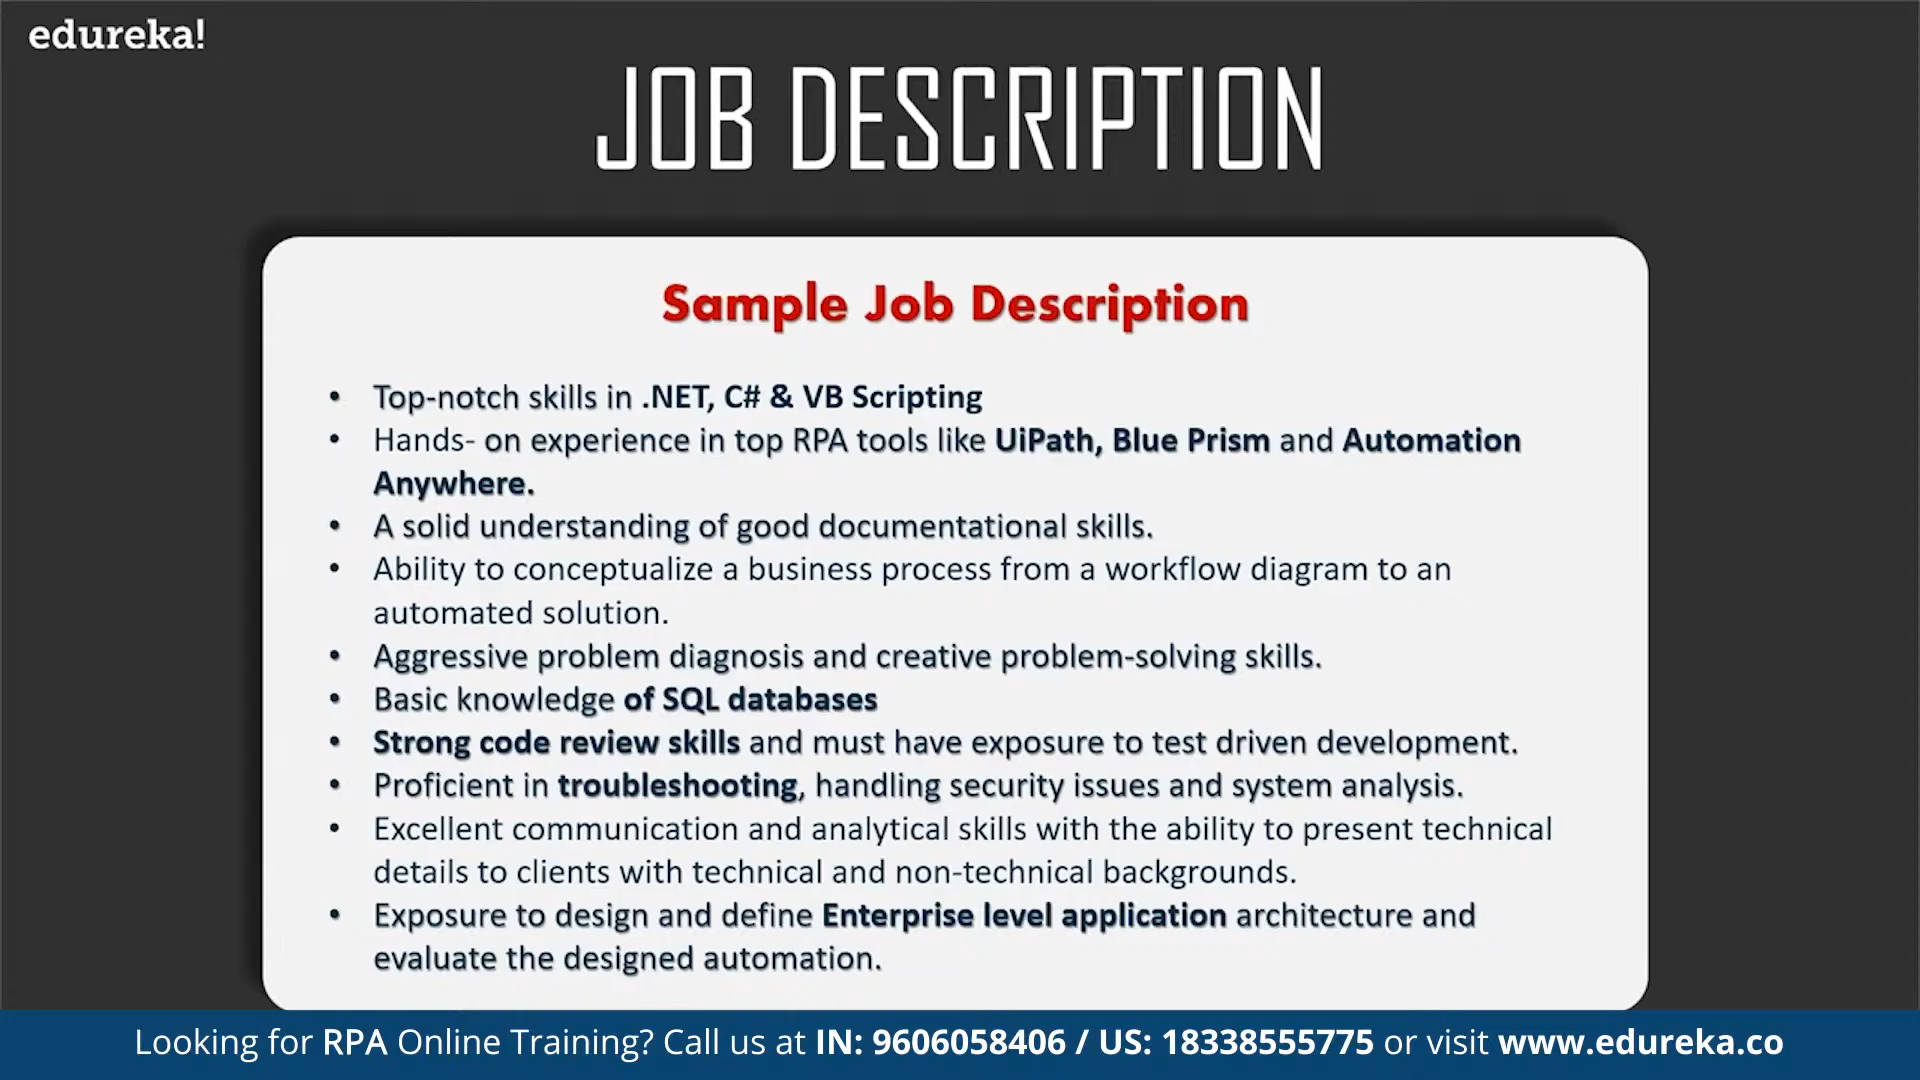 edureka!
JOB DESCRIPTION
Sample Job Description
• Top-notch skills in .NET, C# & VB Scripting
• Hands- on experience in top RPA tools like UiPath, Blue Prism and Automation
Anywhere.
• A solid understanding of good documentational skills.
• Ability to conceptualize a business process from a workflow diagram to an
automated solution.
• Aggressive problem diagnosis and creative problem-solving skills.
• Basic knowledge of SQL databases
• Strong code review skills and must have exposure to test driven development.
• Proficient in troubleshooting, handling security issues and system analysis.
• Excellent communication and analytical skills with the ability to present technical
details to clients with technical and non-technical backgrounds.
• Exposure to design and define Enterprise level application architecture and
evaluate the designed automation.
Looking for RPA Online Training? Call us at IN: 9606058406 / US: 18338555775 or visit www.edureka.co